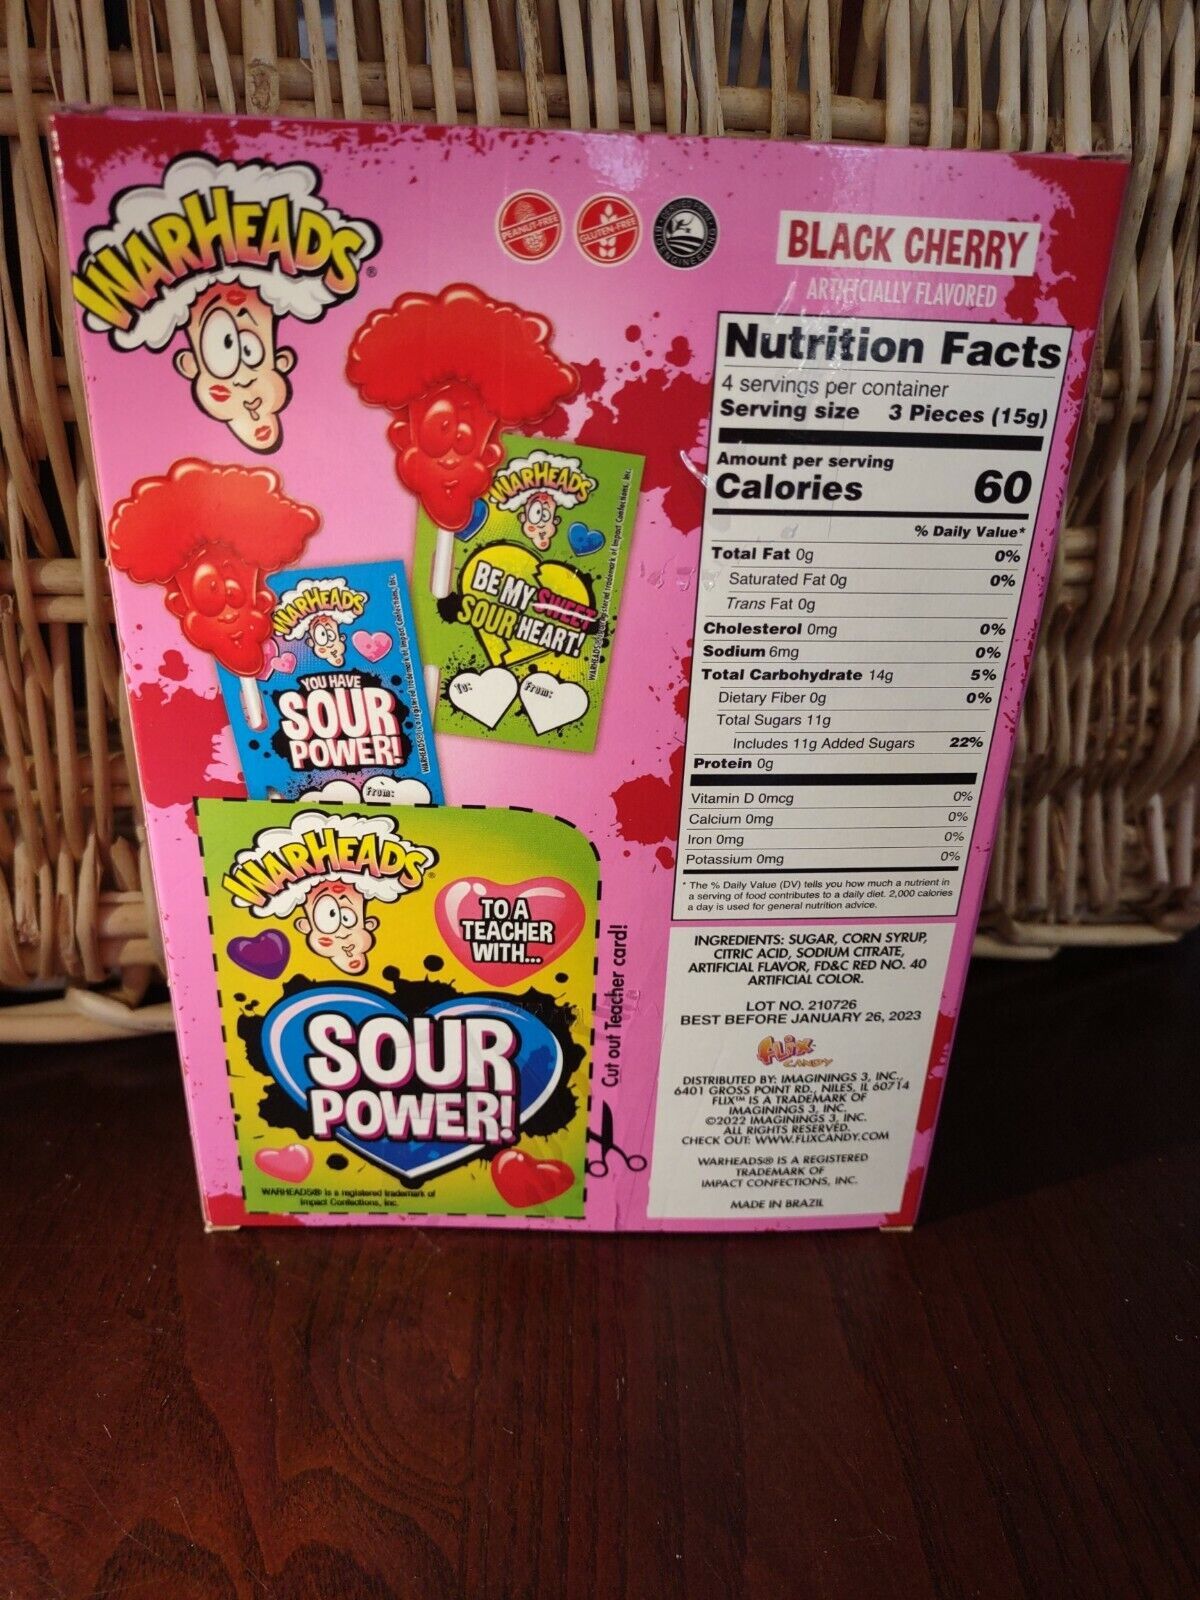 WARHEADS®
PEANUT-FREE
GLUTEN-FREE
DERIVED FROM
BIOENGINEERING
BLACK CHERRY
ARTIFICIALLY FLAVORED
WARHEADS
BE MY SWEET
SOUR HEART!
To:
From:
WARHEADS
YOU HAVE
SOUR
POWER!
From:
WARHEADS®
TO A
TEACHER
WITH...
SOUR
POWER!
WARHEADS® is a registered trademark of
Impact Confections, Inc.
Cut out Teacher card!
Nutrition Facts
4 servings per container
Serving size 3 Pieces (15g)
Amount per serving
Calories 60
% Daily Value*
Total Fat 0g 0%
Saturated Fat 0g 0%
Trans Fat 0g
Cholesterol 0mg 0%
Sodium 6mg 0%
Total Carbohydrate 14g 5%
Dietary Fiber 0g 0%
Total Sugars 11g
Includes 11g Added Sugars 22%
Protein 0g
Vitamin D 0mcg 0%
Calcium 0mg 0%
Iron 0mg 0%
Potassium 0mg 0%
* The % Daily Value (DV) tells you how much a nutrient in
a serving of food contributes to a daily diet. 2,000 calories
a day is used for general nutrition advice.
INGREDIENTS: SUGAR, CORN SYRUP,
CITRIC ACID, SODIUM CITRATE,
ARTIFICIAL FLAVOR, FD&C RED NO. 40
ARTIFICIAL COLOR.
LOT NO. 210726
BEST BEFORE JANUARY 26, 2023
FLIX
CANDY
DISTRIBUTED BY: IMAGININGS 3, INC.,
6401 GROSS POINT RD., NILES, IL 60714
FLIX™ IS A TRADEMARK OF
IMAGININGS 3, INC.
©2022 IMAGININGS 3, INC.
ALL RIGHTS RESERVED.
CHECK OUT: WWW.FLIXCANDY.COM
WARHEADS® IS A REGISTERED
TRADEMARK OF
IMPACT CONFECTIONS, INC.
MADE IN BRAZIL